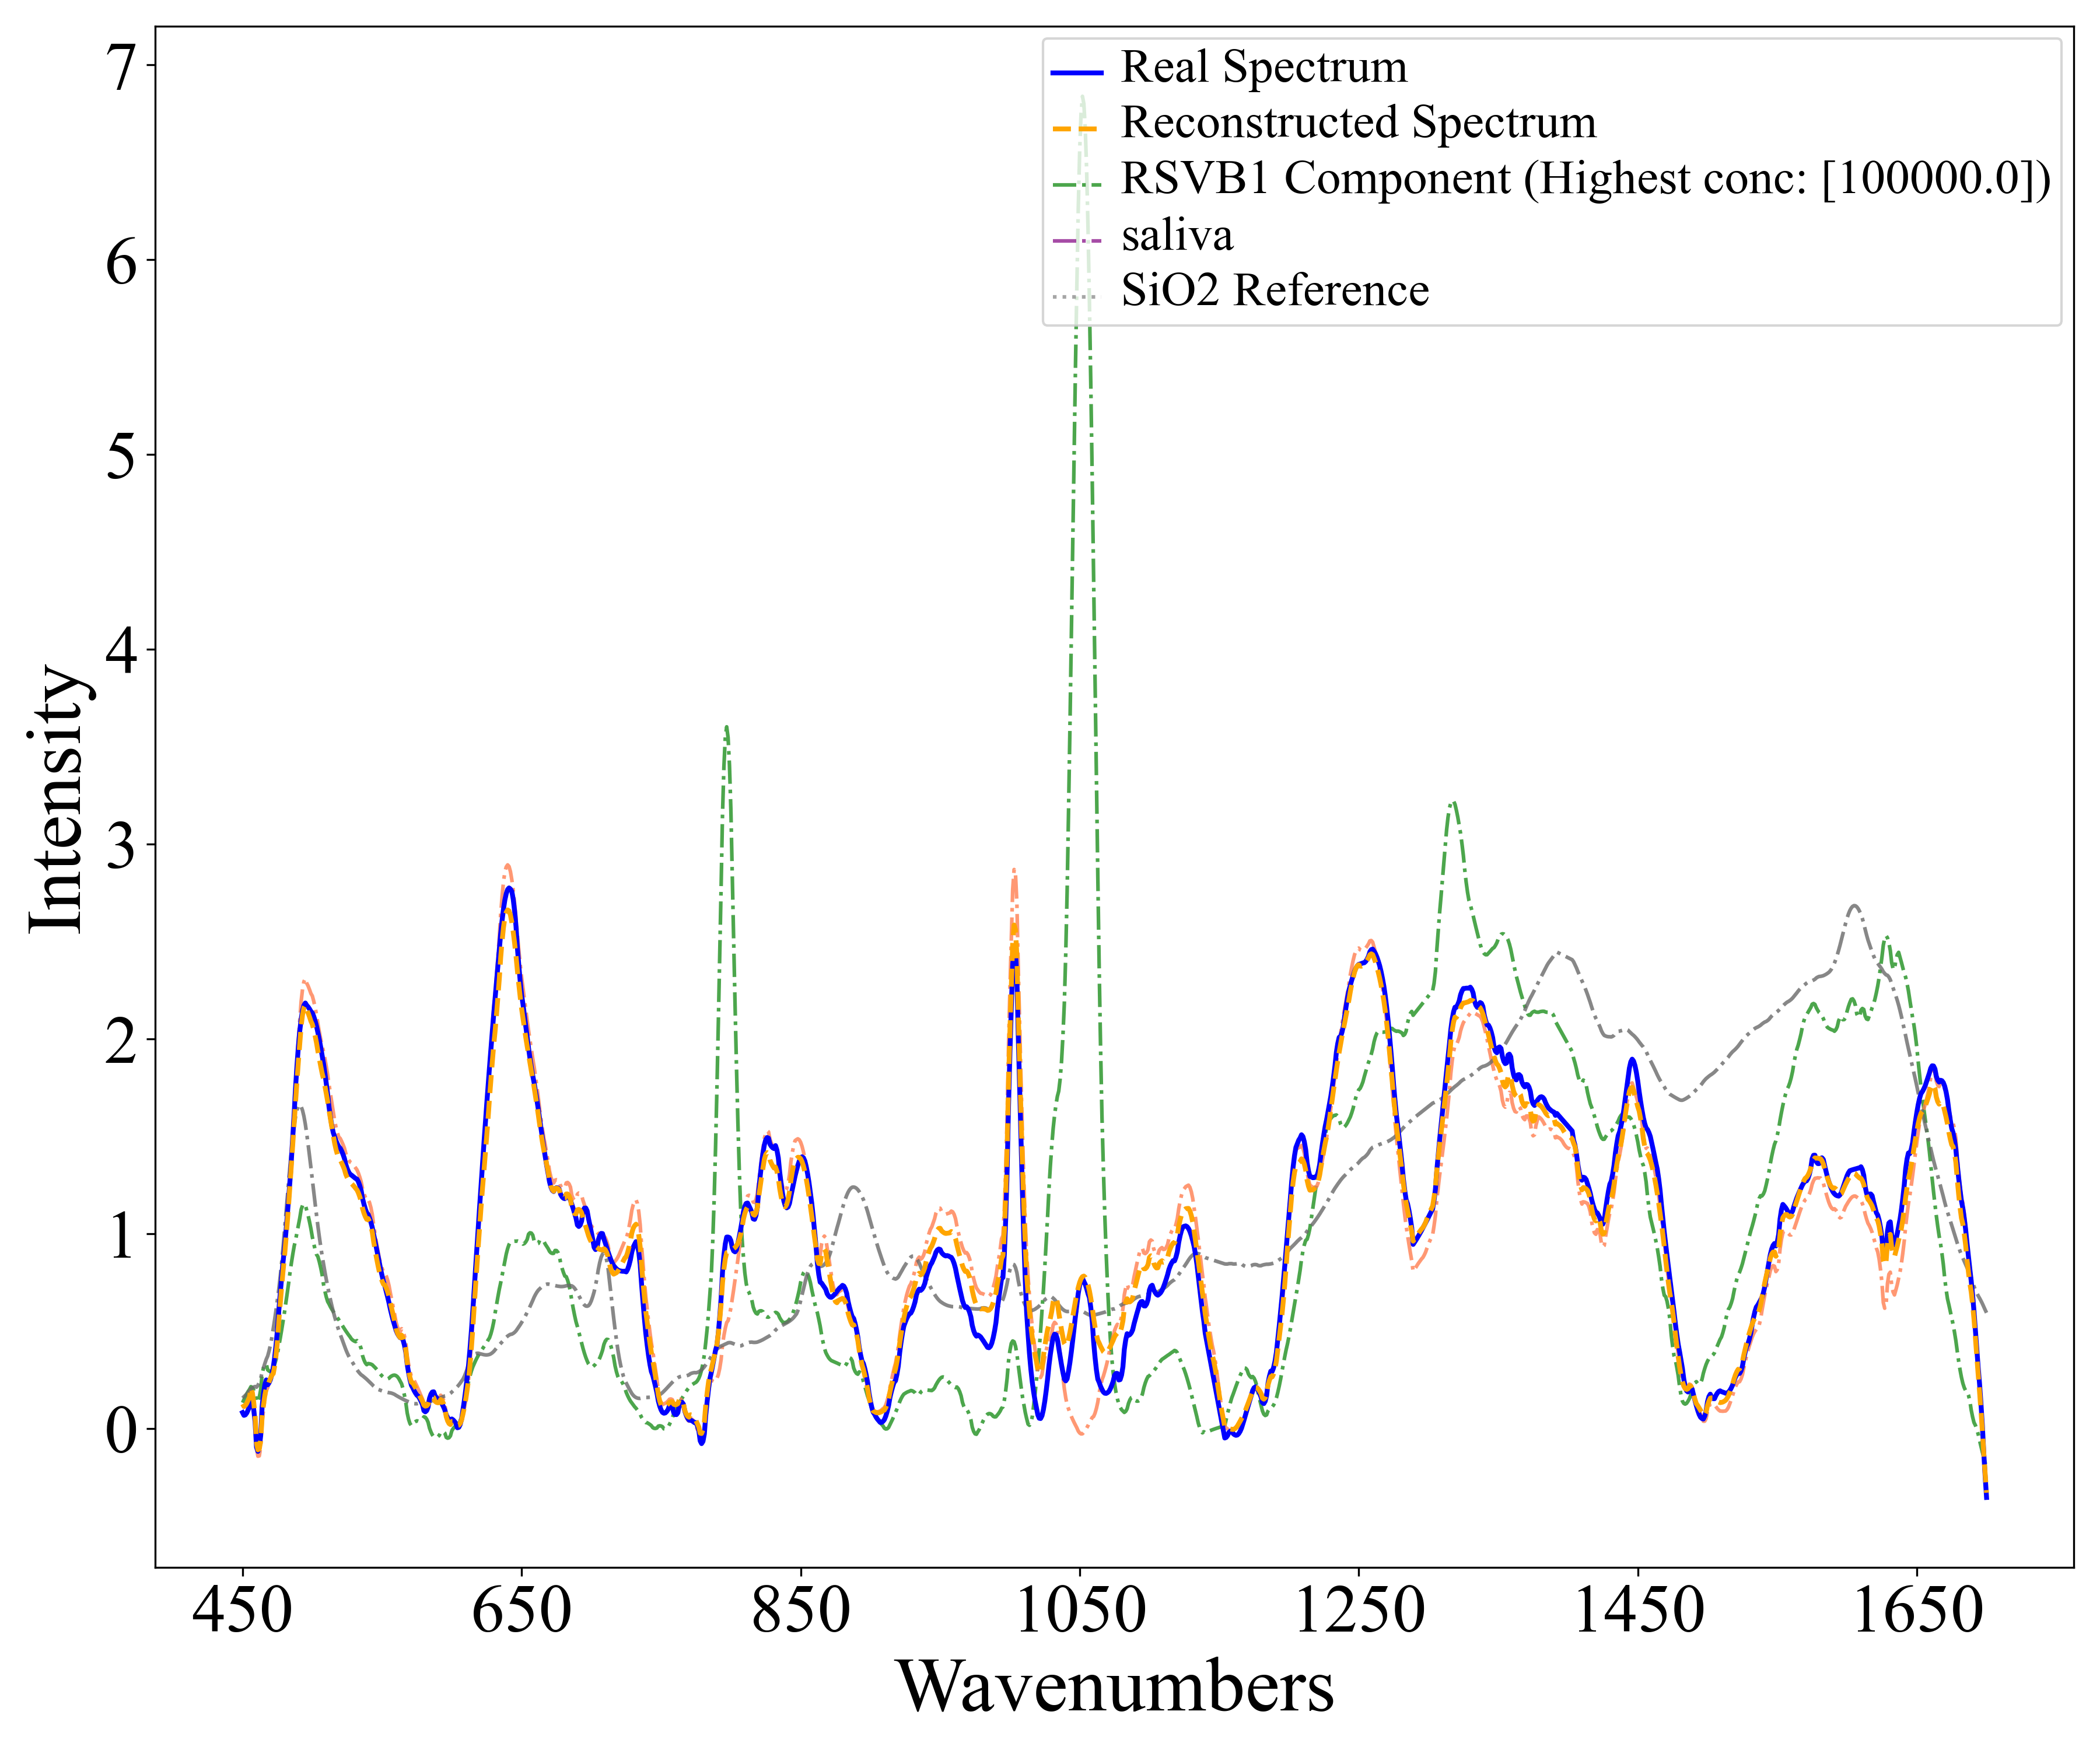 7
6
5
4
3
2
1
0
Intensity
Real Spectrum
Reconstructed Spectrum
RSVB1 Component (Highest conc: [100000.0])
saliva
SiO2 Reference
450 650 850 1050 1250 1450 1650
Wavenumbers